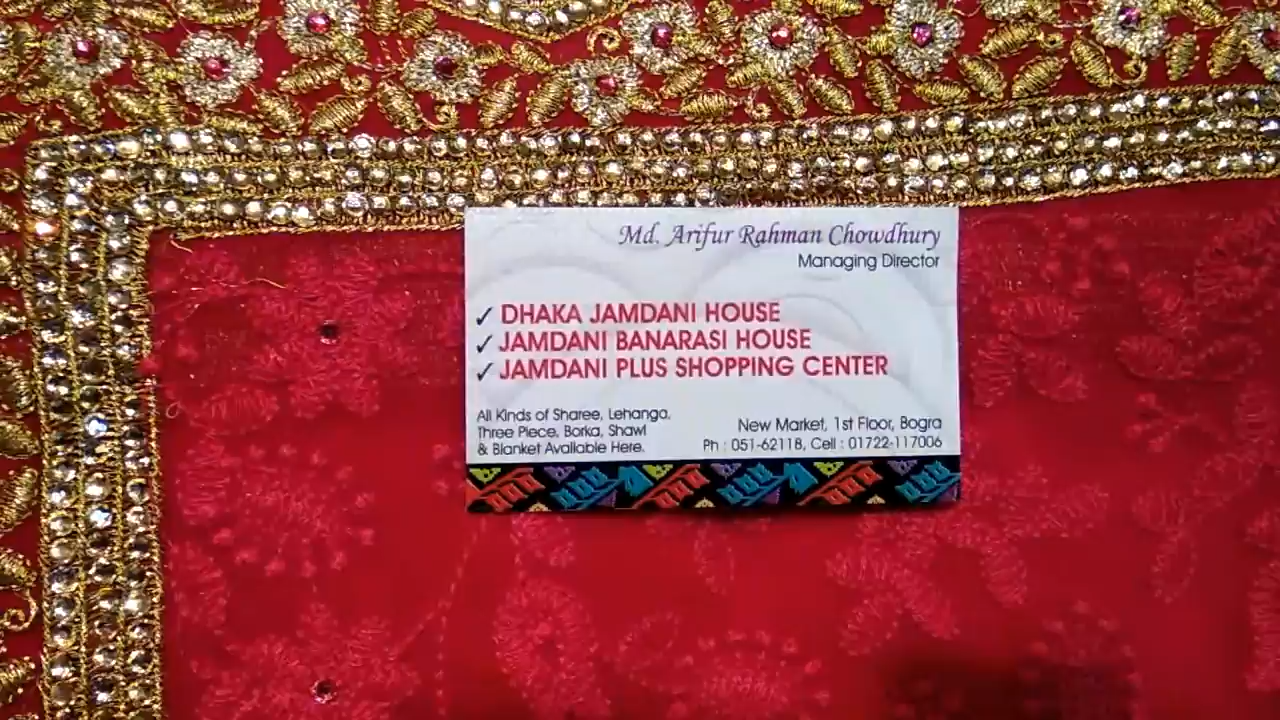 Md. Arifur Rahman Chowdhury
Managing Director
✓ DHAKA JAMDANI HOUSE
✓ JAMDANI BANARASI HOUSE
✓ JAMDANI PLUS SHOPPING CENTER
All Kinds of Sharee, Lehanga,
Three Piece, Borka, Shawl
& Blanket Available Here.
New Market, 1st Floor, Bogra
Ph : 051-62118, Cell : 01722-117006